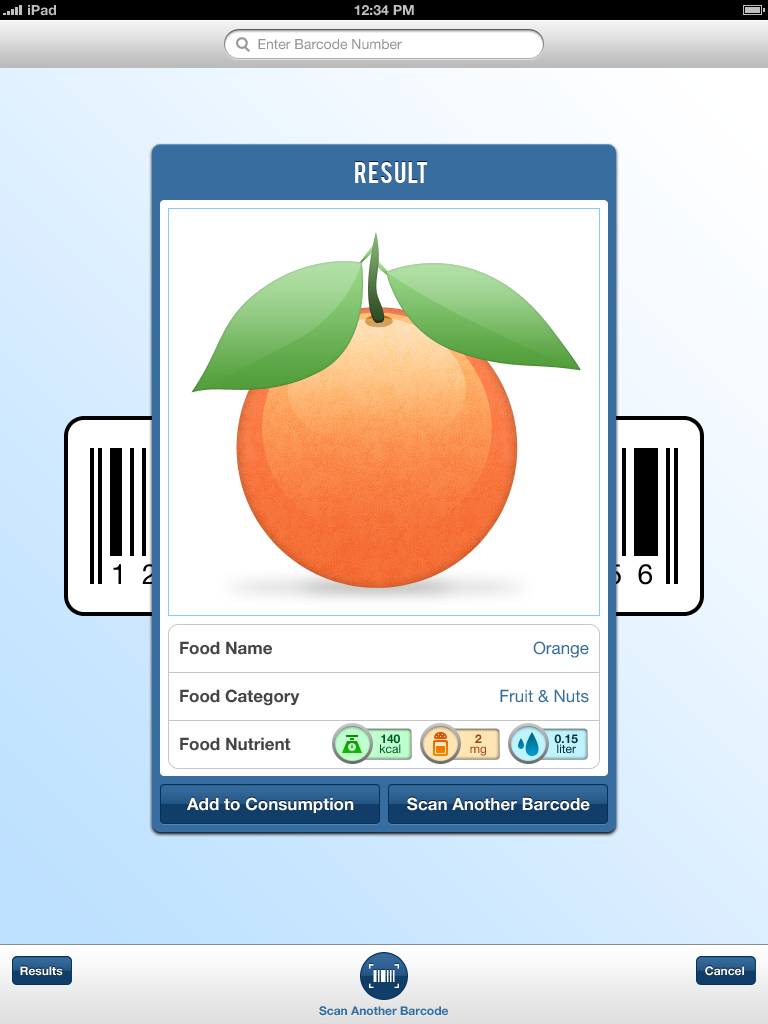 iPad
12:34 PM
Enter Barcode Number
RESULT
1 2
5 6
Food Name
Orange
Food Category
Fruit & Nuts
Food Nutrient
140
kcal
2
mg
0.15
liter
Add to Consumption
Scan Another Barcode
Results
Cancel
Scan Another Barcode